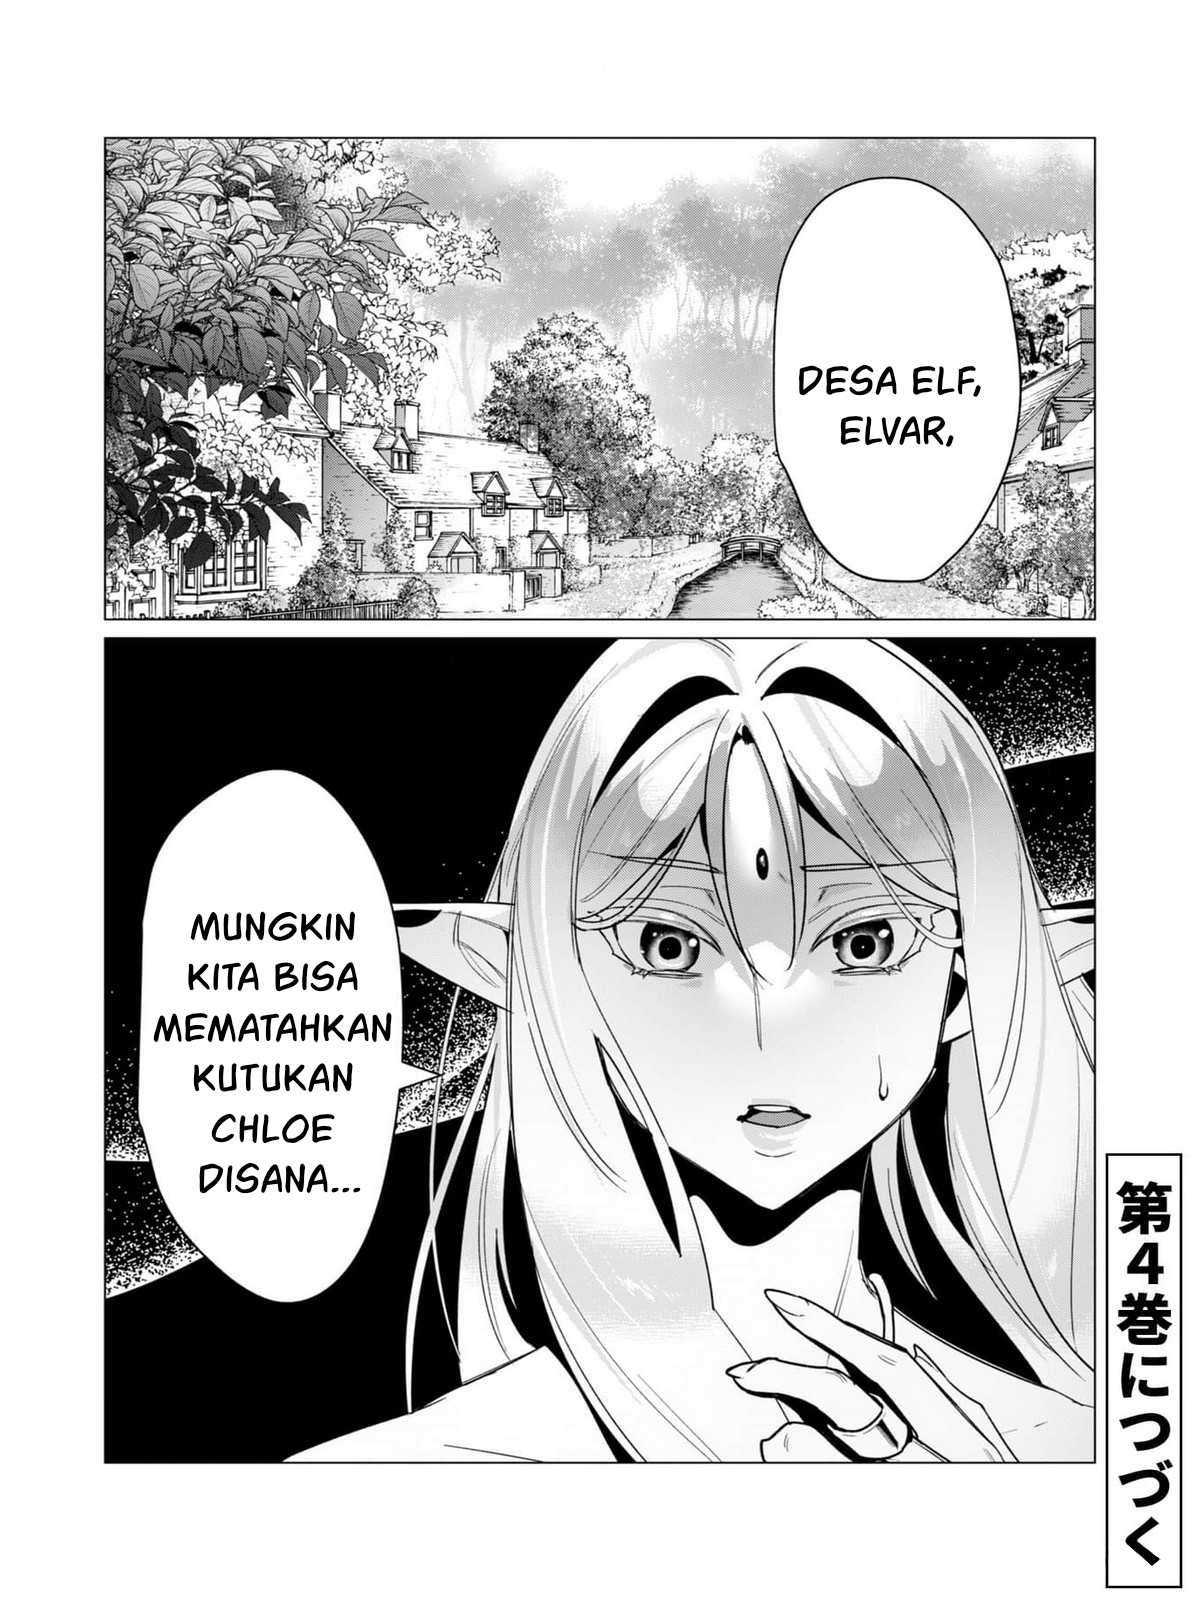 DESA ELF,
ELVAR,
MUNGKIN
KITA BISA
MEMATAHKAN
KUTUKAN
CHLOE
DISANA...
第4巻につづく